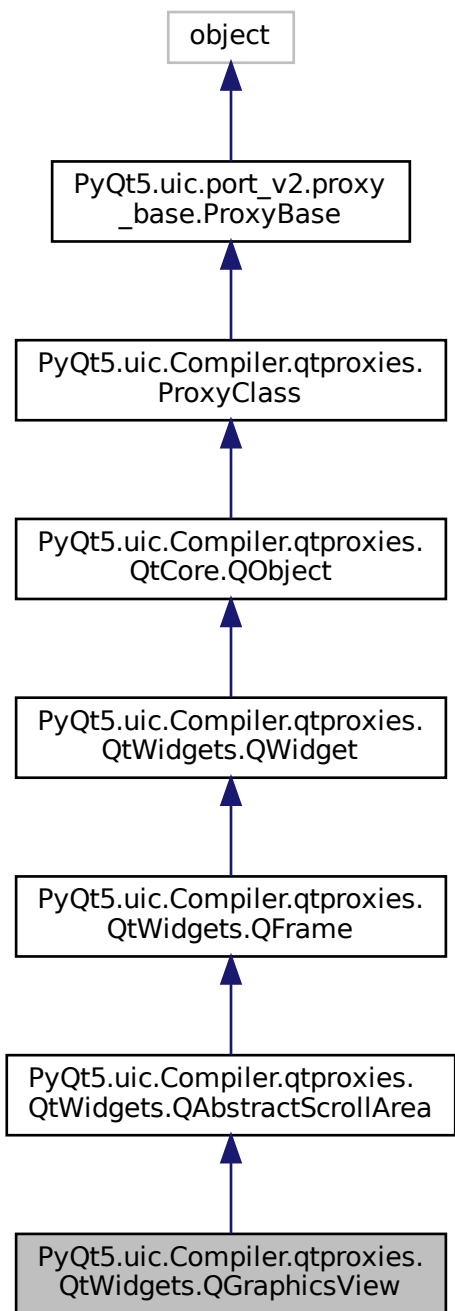 object
PyQt5.uic.port_v2.proxy
_base.ProxyBase
PyQt5.uic.Compiler.qtproxies.
ProxyClass
PyQt5.uic.Compiler.qtproxies.
QtCore.QObject
PyQt5.uic.Compiler.qtproxies.
QtWidgets.QWidget
PyQt5.uic.Compiler.qtproxies.
QtWidgets.QFrame
PyQt5.uic.Compiler.qtproxies.
QtWidgets.QAbstractScrollArea
PyQt5.uic.Compiler.qtproxies.
QtWidgets.QGraphicsView